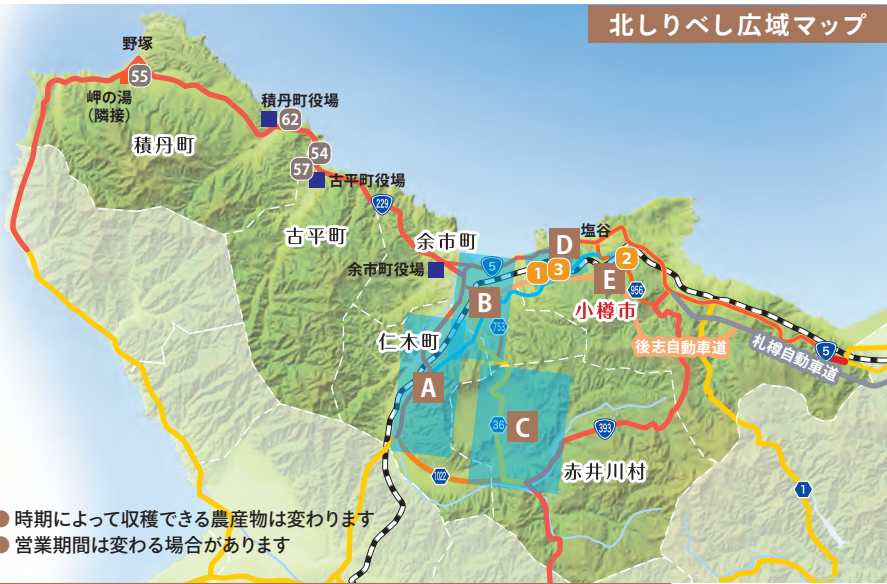 北しりべし広域マップ
野塚
55
岬の湯
(隣接)
積丹町役場
62
積丹町
54
57
古平町役場
229
古平町
余市町
余市町役場
5
D
塩谷
1
3
2
E
956
小樽市
B
753
仁木町
後志自動車道
札樽自動車道
5
A
C
36
393
1022
赤井川村
1
● 時期によって収穫できる農産物は変わります
● 営業期間は変わる場合があります